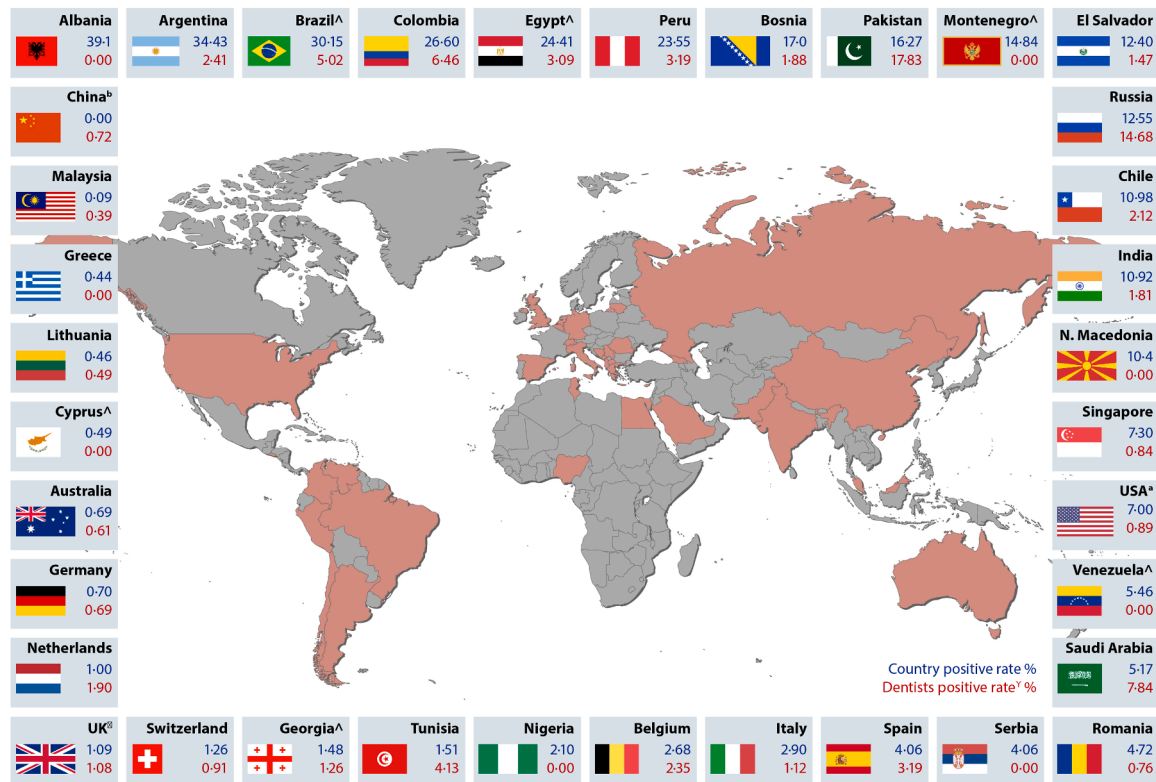 Albania
39·1
0·00
Argentina
34·43
2·41
Brazil^
30·15
5·02
Colombia
26·60
6·46
Egypt^
24·41
3·09
Peru
23·55
3·19
Bosnia
17·0
1·88
Pakistan
16·27
17·83
Montenegro^
14·84
0·00
El Salvador
12·40
1·47
Chinaᵇ
0·00
0·72
Russia
12·55
14·68
Malaysia
0·09
0·39
Chile
10·98
2·12
Greece
0·44
0·00
India
10·92
1·81
Lithuania
0·46
0·49
N. Macedonia
10·4
0·00
Cyprus^
0·49
0·00
Singapore
7·30
0·84
Australia
0·69
0·61
USAᵃ
7·00
0·89
Germany
0·70
0·69
Venezuela^
5·46
0·00
Netherlands
1·00
1·90
Saudi Arabia
5·17
7·84
Country positive rate %
Dentists positive rateᵞ %
UK
1·09
1·08
Switzerland
1·26
0·91
Georgia^
1·48
1·26
Tunisia
1·51
4·13
Nigeria
2·10
0·00
Belgium
2·68
2·35
Italy
2·90
1·12
Spain
4·06
3·19
Serbia
4·06
0·00
Romania
4·72
0·76